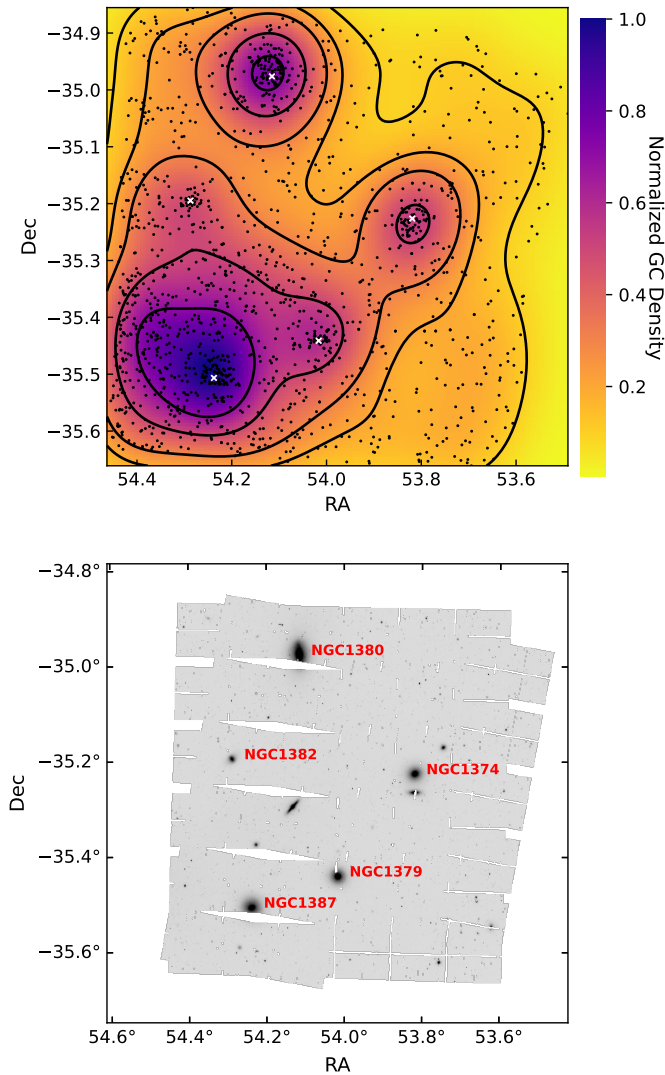 −34.9
−35.0
−35.1
−35.2
−35.3
−35.4
−35.5
−35.6
Dec
54.4 54.2 54.0 53.8 53.6
RA
1.0
0.8
0.6
0.4
0.2
Normalized GC Density
−34.8°
−35.0°
−35.2°
−35.4°
−35.6°
Dec
NGC1380
NGC1382
NGC1374
NGC1379
NGC1387
54.6° 54.4° 54.2° 54.0° 53.8° 53.6°
RA